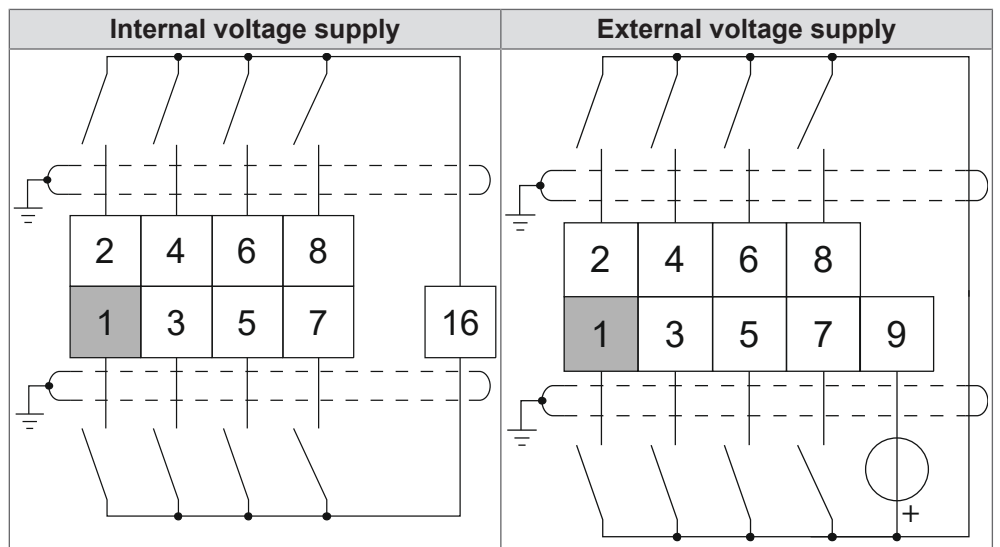 Internal voltage supply
External voltage supply
2 4 6 8
1 3 5 7 16
2 4 6 8
1 3 5 7 9
+